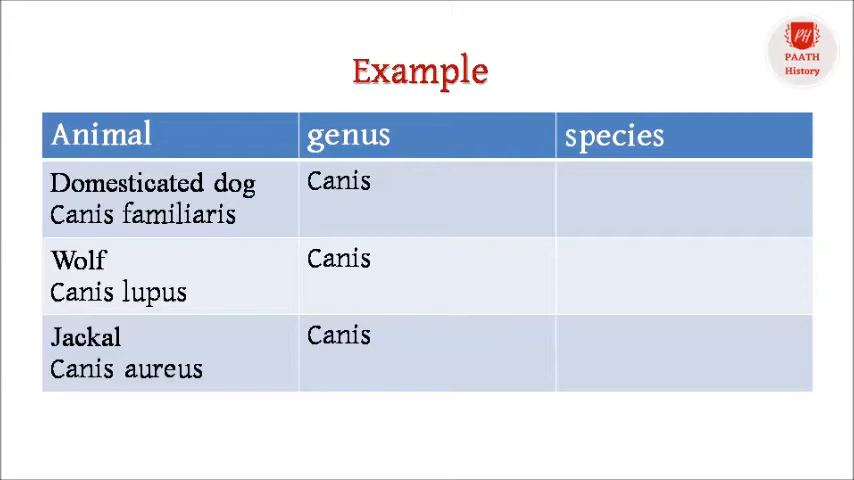 PH
PAATH
History
Example
Animal genus species
Domesticated dog Canis
Canis familiaris
Wolf Canis
Canis lupus
Jackal Canis
Canis aureus